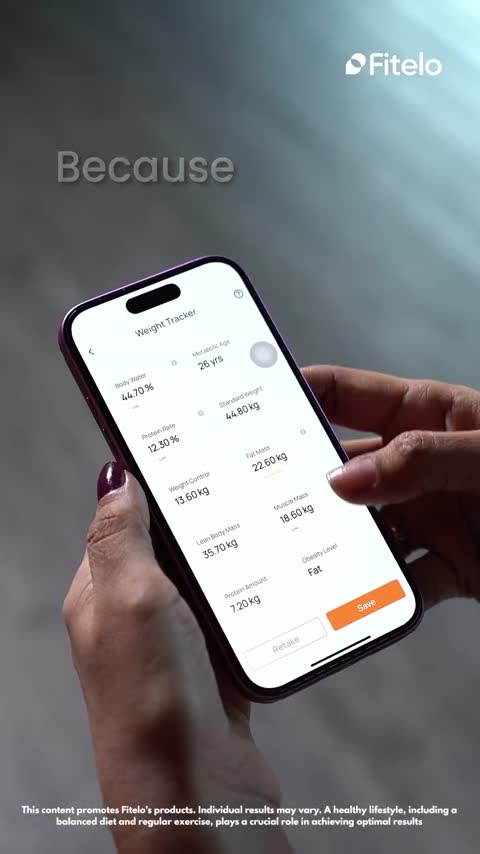 Fitelo
Because
Weight Tracker
Body Water
44.70 %
Low
Metabolic Age
26 yrs
Protein Rate
12.30 %
Low
Standard Weight
44.80 kg
Weight Control
13.60 kg
Fat Mass
22.60 kg
Lean Body Mass
35.70 kg
Muscle Mass
18.60 kg
Low
Protein Amount
7.20 kg
Obesity Level
Fat
Retake
Save
This content promotes Fitelo's products. Individual results may vary. A healthy lifestyle, including a
balanced diet and regular exercise, plays a crucial role in achieving optimal results